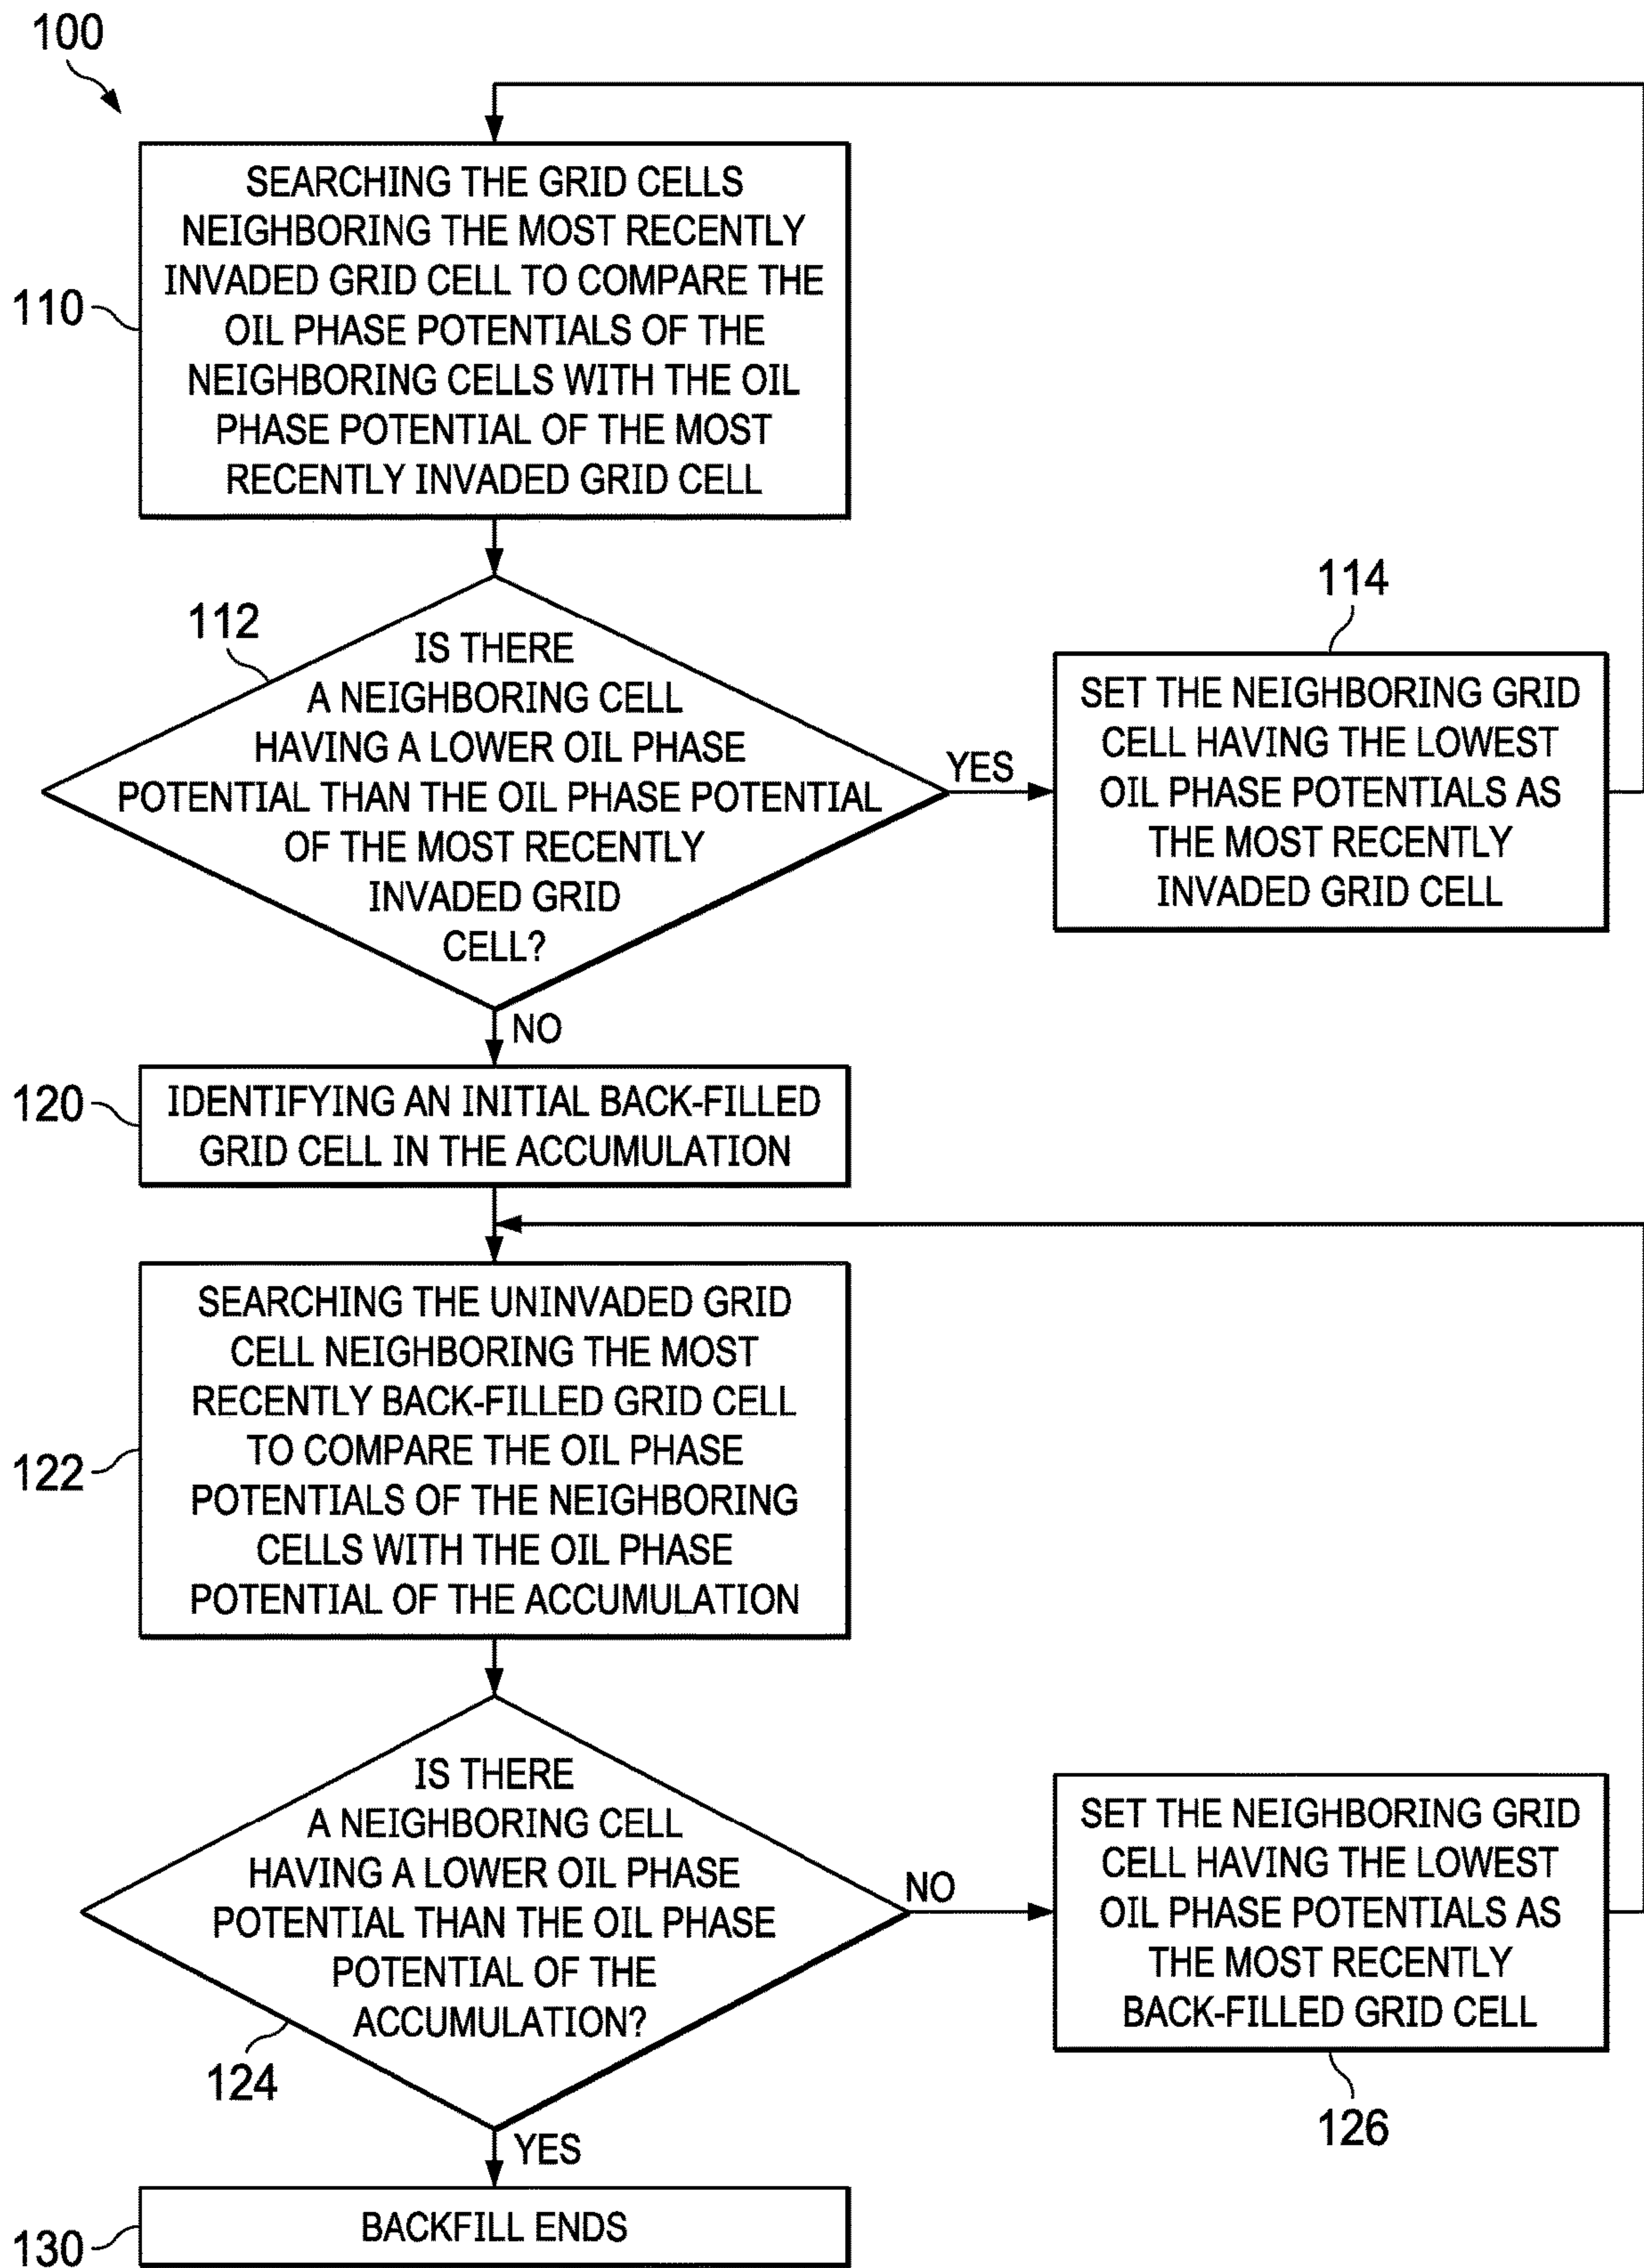 100
SEARCHING THE GRID CELLS
NEIGHBORING THE MOST RECENTLY
INVADED GRID CELL TO COMPARE THE
OIL PHASE POTENTIALS OF THE
NEIGHBORING CELLS WITH THE OIL
PHASE POTENTIAL OF THE MOST
RECENTLY INVADED GRID CELL
110
112
IS THERE
A NEIGHBORING CELL
HAVING A LOWER OIL PHASE
POTENTIAL THAN THE OIL PHASE POTENTIAL
OF THE MOST RECENTLY
INVADED GRID
CELL?
YES
114
SET THE NEIGHBORING GRID
CELL HAVING THE LOWEST
OIL PHASE POTENTIALS AS
THE MOST RECENTLY
INVADED GRID CELL
NO
120
IDENTIFYING AN INITIAL BACK-FILLED
GRID CELL IN THE ACCUMULATION
SEARCHING THE UNINVADED GRID
CELL NEIGHBORING THE MOST
RECENTLY BACK-FILLED GRID CELL
TO COMPARE THE OIL PHASE
POTENTIALS OF THE NEIGHBORING
CELLS WITH THE OIL PHASE
POTENTIAL OF THE ACCUMULATION
122
IS THERE
A NEIGHBORING CELL
HAVING A LOWER OIL PHASE
POTENTIAL THAN THE OIL PHASE
POTENTIAL OF THE
ACCUMULATION?
124
NO
SET THE NEIGHBORING GRID
CELL HAVING THE LOWEST
OIL PHASE POTENTIALS AS
THE MOST RECENTLY
BACK-FILLED GRID CELL
126
YES
130
BACKFILL ENDS